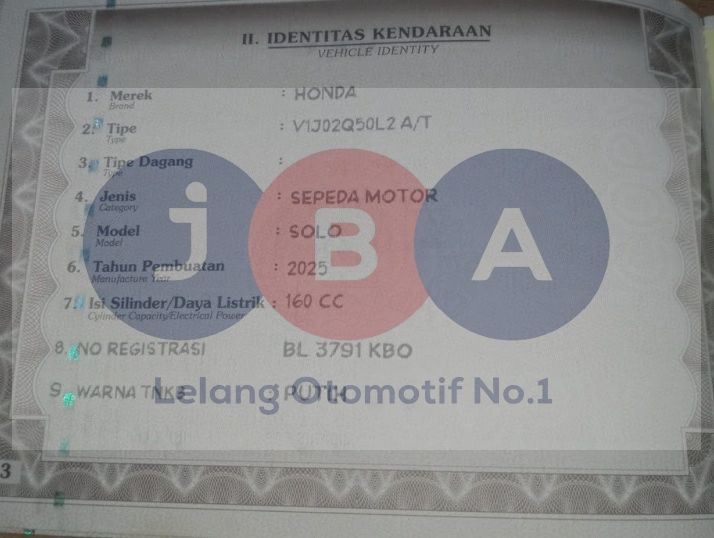 II. IDENTITAS KENDARAAN
VEHICLE IDENTITY
1. Merek : HONDA
Brand
2. Tipe : V1J02Q50L2 A/T
Type
3. Tipe Dagang :
Type
4. Jenis : SEPEDA MOTOR
Category
5. Model : SOLO
Model
6. Tahun Pembuatan : 2025
Manufacture Year
7. Isi Silinder/Daya Listrik : 160 CC
Cylinder Capacity/Electrical Power
8. NO REGISTRASI BL 3791 KBO
9. WARNA TNKB : PUTIH
jBA
Lelang Otomotif No.1
3